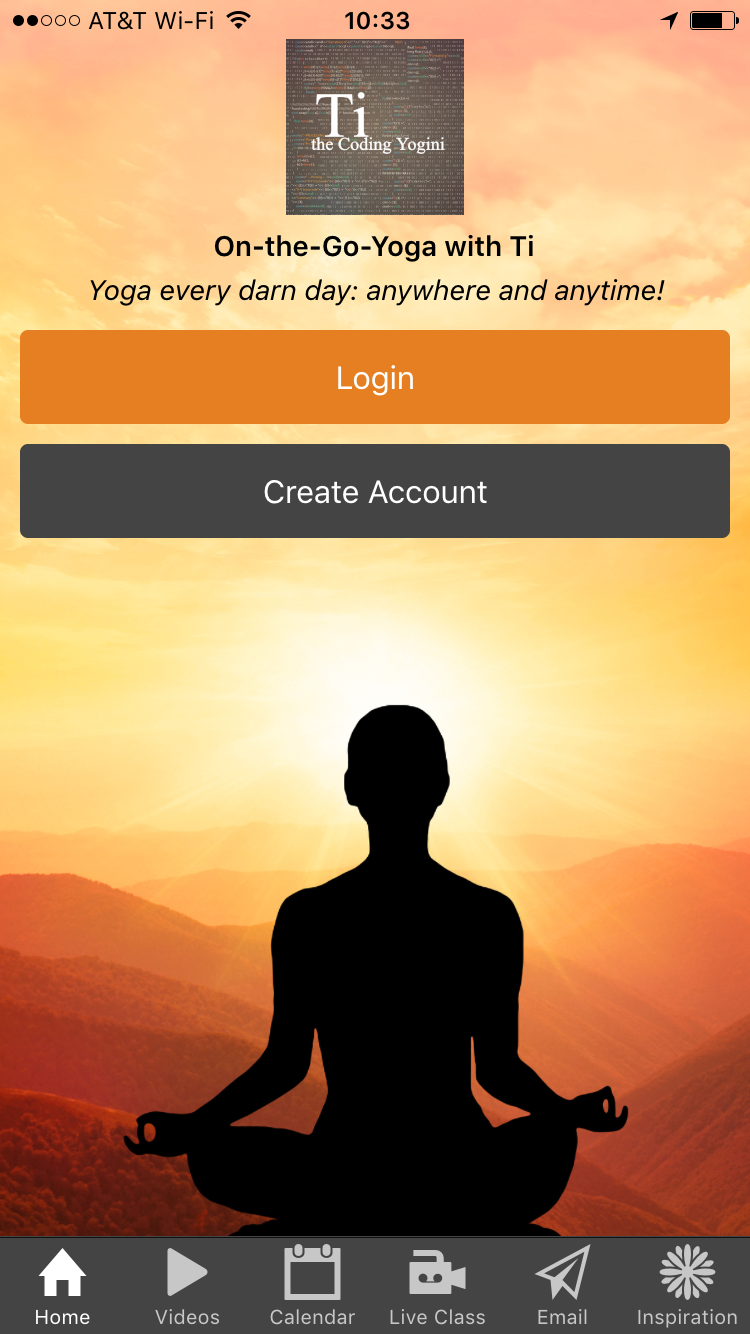 AT&T Wi-Fi 10:33
Ti
the Coding Yogini
On-the-Go-Yoga with Ti
Yoga every darn day: anywhere and anytime!
Login
Create Account
Home Videos Calendar Live Class Email Inspiration